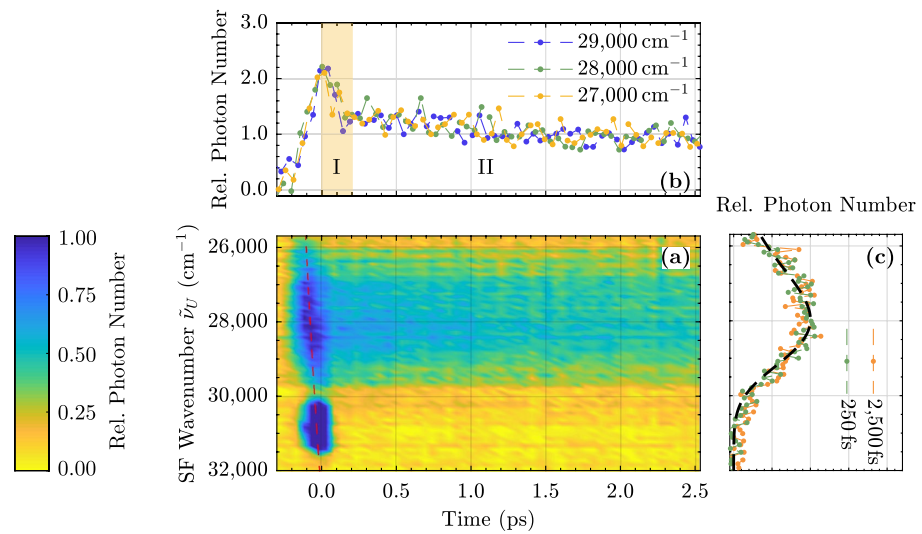 Rel. Photon Number
3.0
2.0
1.0
0.0
29,000 cm⁻¹
28,000 cm⁻¹
27,000 cm⁻¹
I
II
(b)
Rel. Photon Number
1.00
0.75
0.50
0.25
0.00
Rel. Photon Number
SF Wavenumber ν̃_U (cm⁻¹)
26,000
28,000
30,000
32,000
(a)
0.0 0.5 1.0 1.5 2.0 2.5
Time (ps)
(c)
2,500 fs
250 fs